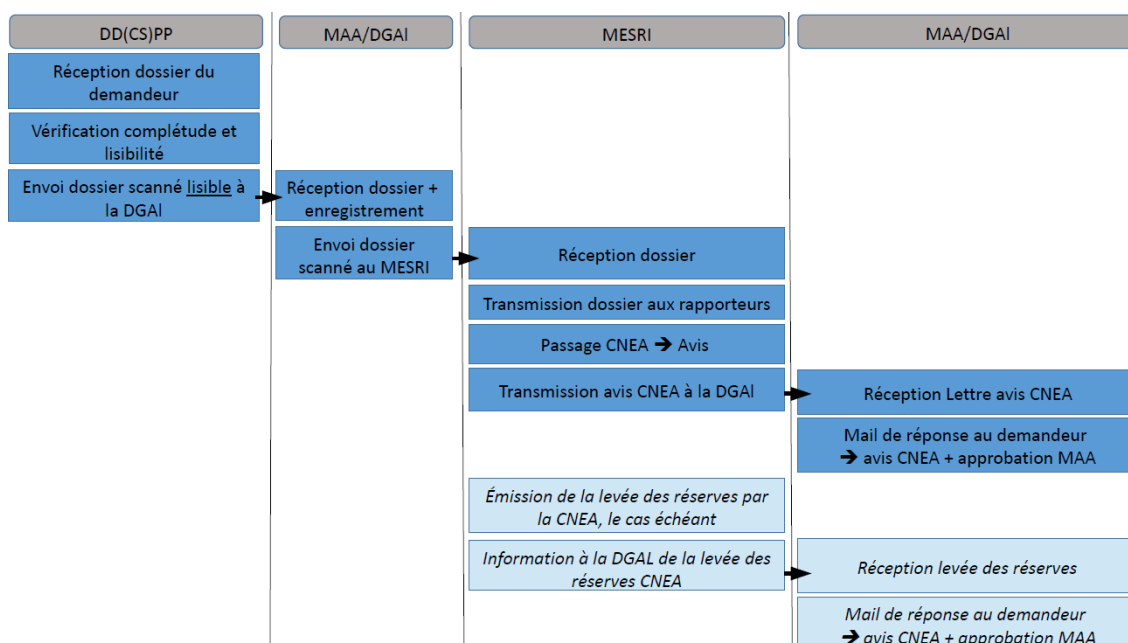 DD(CS)PP
MAA/DGAl
MESRI
MAA/DGAl
Réception dossier du
demandeur
Vérification complétude et
lisibilité
Envoi dossier scanné lisible à
la DGAl
Réception dossier +
enregistrement
Envoi dossier
scanné au MESRI
Réception dossier
Transmission dossier aux rapporteurs
Passage CNEA ➔ Avis
Transmission avis CNEA à la DGAl
Réception Lettre avis CNEA
Mail de réponse au demandeur
➔ avis CNEA + approbation MAA
Émission de la levée des réserves par
la CNEA, le cas échéant
Information à la DGAL de la levée des
réserves CNEA
Réception levée des réserves
Mail de réponse au demandeur
➔ avis CNEA + approbation MAA